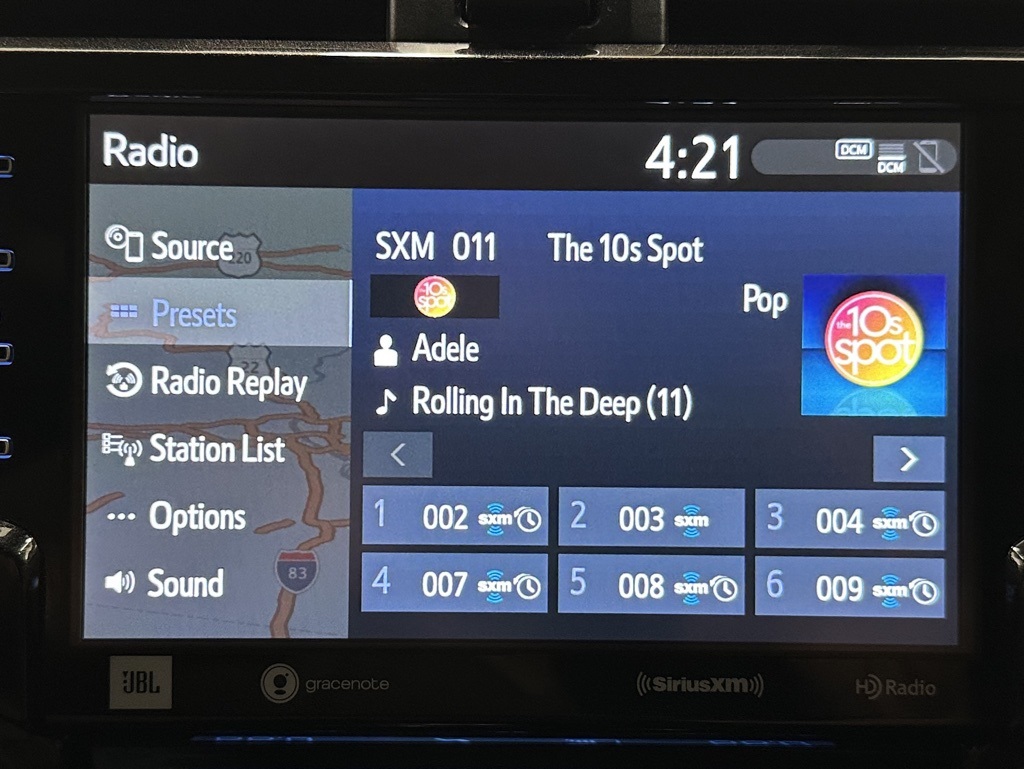 Radio
4:21
DCM
DCM
Source
220
Presets
22
Radio Replay
Station List
Options
83
Sound
SXM 011 The 10s Spot
10s
spot
Pop
the 10s
spot
Adele
Rolling In The Deep (11)
1 002 sxm
2 003 sxm
3 004 sxm
4 007 sxm
5 008 sxm
6 009 sxm
JBL
gracenote
SiriusXM
HD Radio